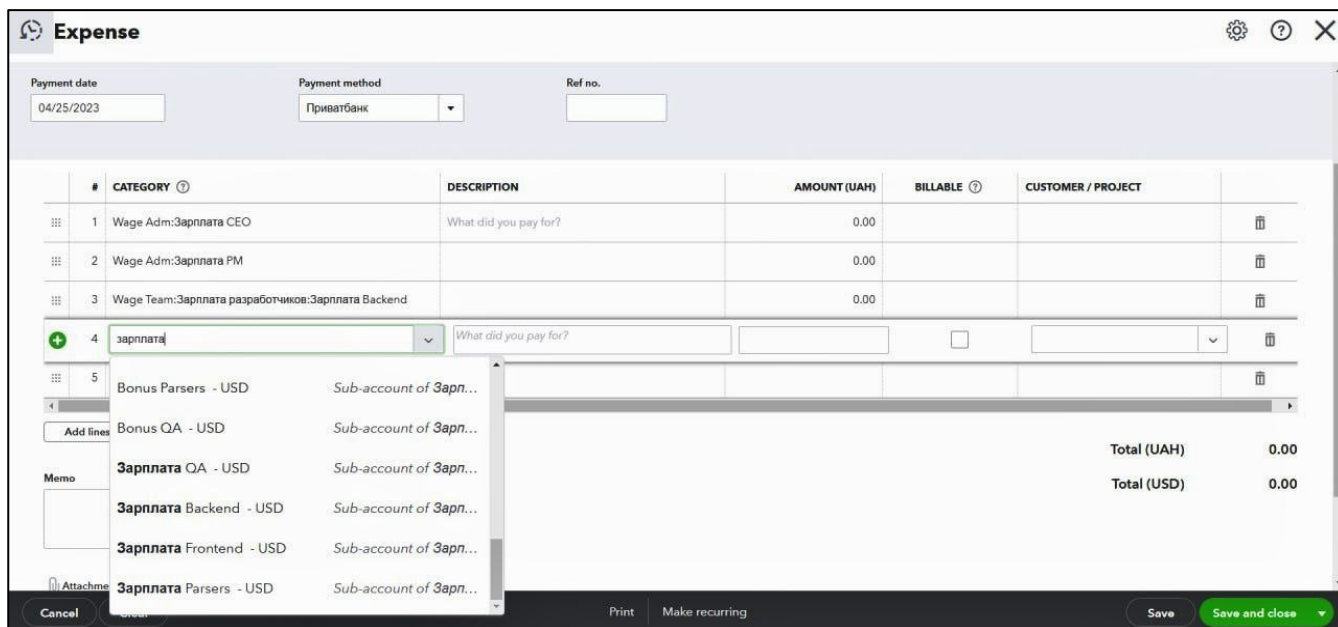 Expense
Payment date Payment method Ref no.
04/25/2023 Приватбанк
# CATEGORY DESCRIPTION AMOUNT (UAH) BILLABLE CUSTOMER / PROJECT
1 Wage Adm:Зарплата CEO What did you pay for? 0.00
2 Wage Adm:Зарплата PM 0.00
3 Wage Team:Зарплата разработчиков:Зарплата Backend 0.00
4 зарплата What did you pay for?
5
Bonus Parsers - USD Sub-account of Зарп...
Add lines
Bonus QA - USD Sub-account of Зарп...
Total (UAH) 0.00
Зарплата QA - USD Sub-account of Зарп...
Memo
Total (USD) 0.00
Зарплата Backend - USD Sub-account of Зарп...
Зарплата Frontend - USD Sub-account of Зарп...
Attachme
Зарплата Parsers - USD Sub-account of Зарп...
Cancel Print Make recurring Save Save and close